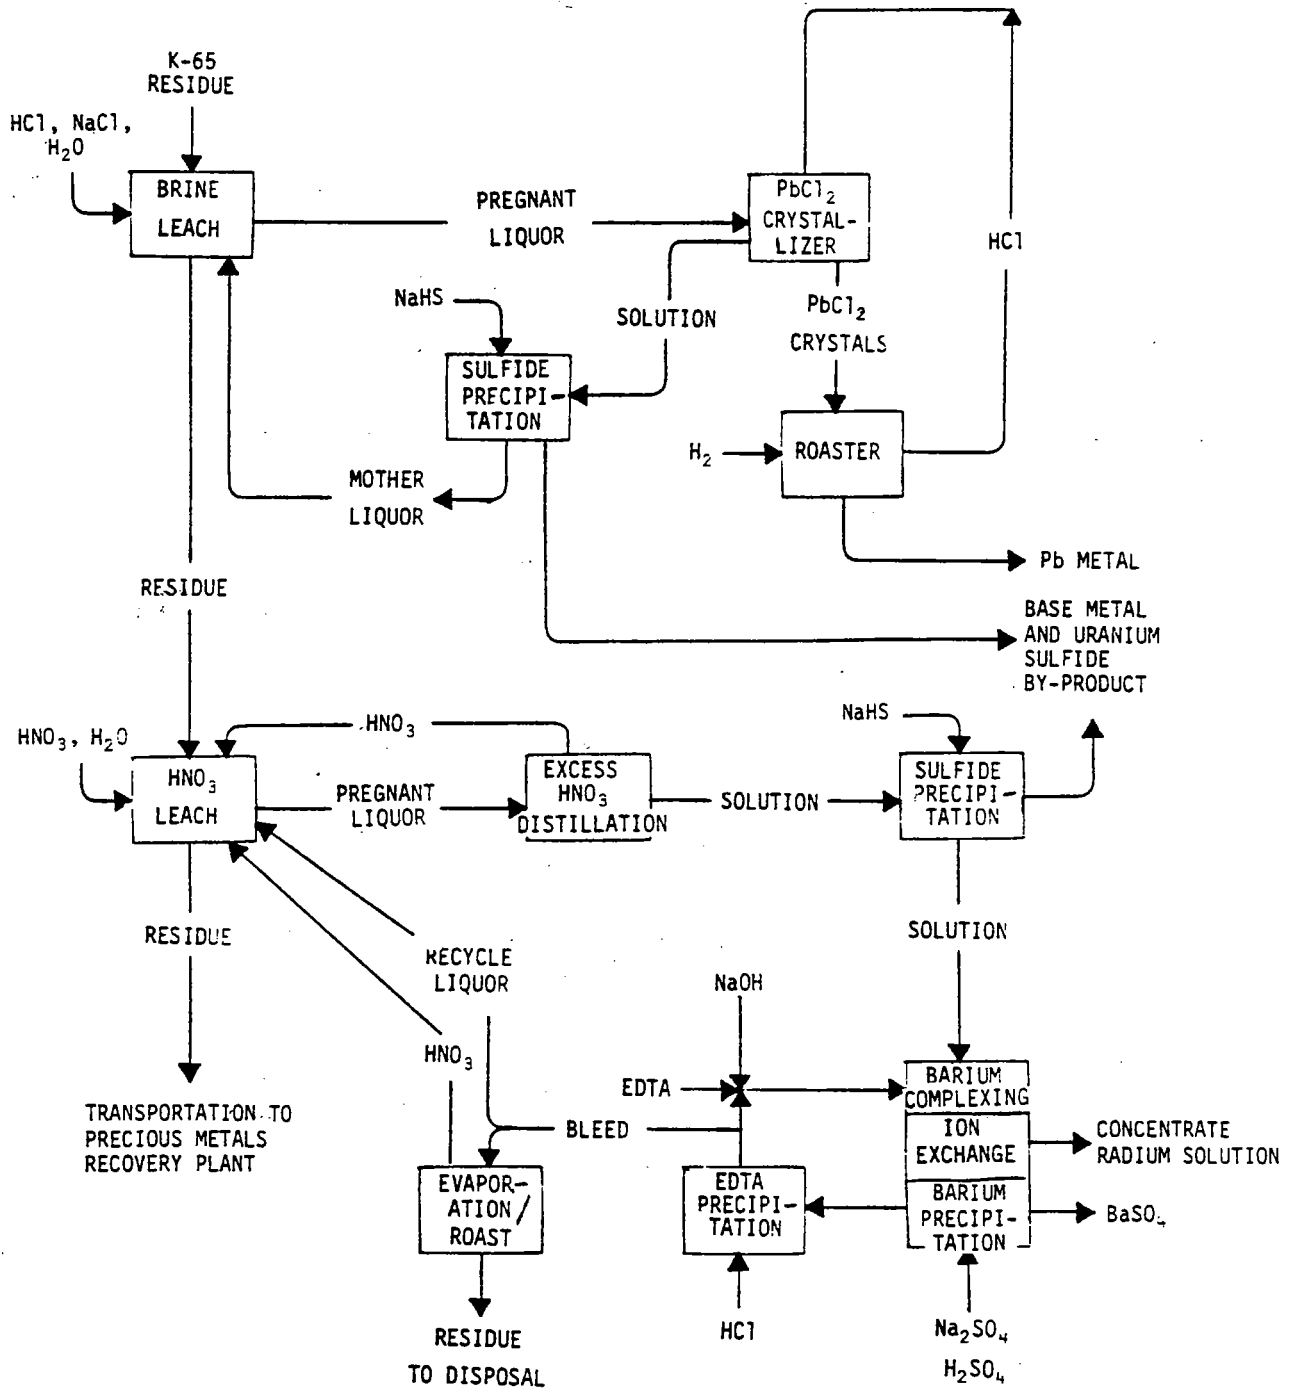 K-65
RESIDUE
HCl, NaCl,
H₂O
BRINE
LEACH
PREGNANT
LIQUOR
PbCl₂
CRYSTAL-
LIZER
HCl
NaHS
SOLUTION
PbCl₂
CRYSTALS
SULFIDE
PRECIPI-
TATION
H₂
ROASTER
MOTHER
LIQUOR
Pb METAL
RESIDUE
BASE METAL
AND URANIUM
SULFIDE
BY-PRODUCT
HNO₃, H₂O
HNO₃
NaHS
HNO₃
LEACH
PREGNANT
LIQUOR
EXCESS
HNO₃
DISTILLATION
SOLUTION
SULFIDE
PRECIPI-
TATION
RESIDUE
RECYCLE
LIQUOR
SOLUTION
NaOH
HNO₃
EDTA
BARIUM
COMPLEXING
TRANSPORTATION TO
PRECIOUS METALS
RECOVERY PLANT
BLEED
ION
EXCHANGE
CONCENTRATE
RADIUM SOLUTION
EVAPOR-
ATION/
ROAST
EDTA
PRECIPI-
TATION
BARIUM
PRECIPI-
TATION
BaSO₄
RESIDUE
TO DISPOSAL
HCl
Na₂SO₄
H₂SO₄